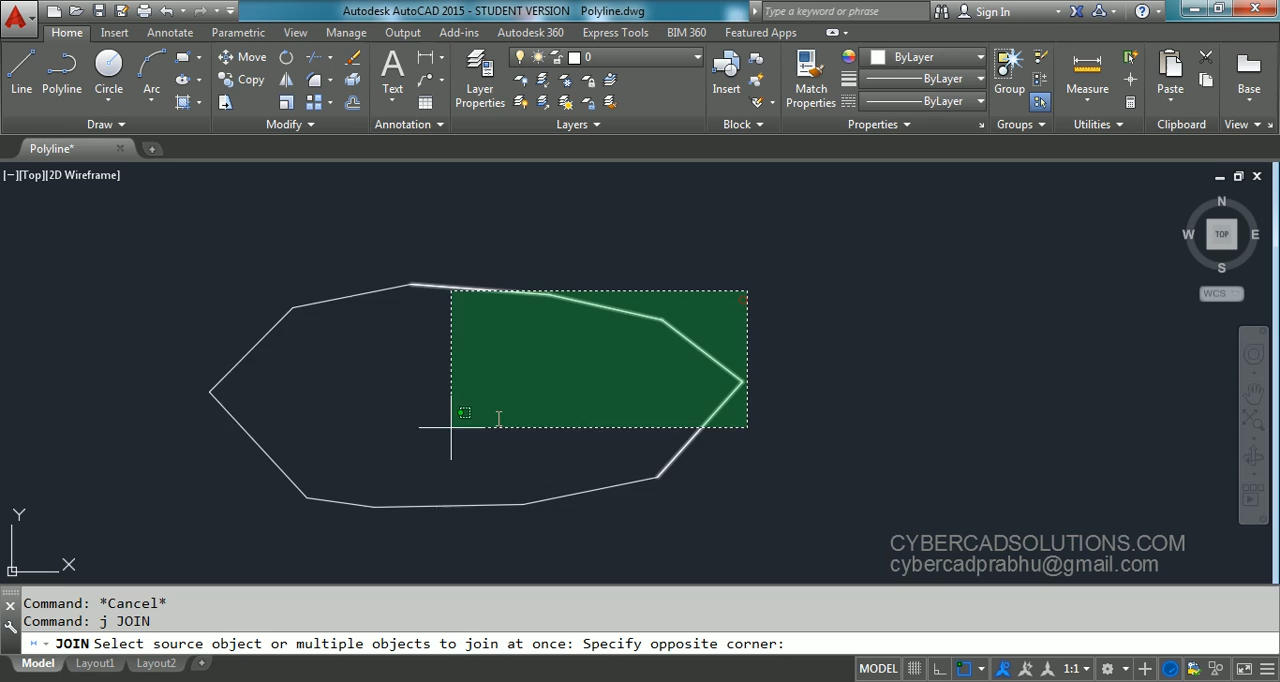 Autodesk AutoCAD 2015 - STUDENT VERSION Polyline.dwg
Type a keyword or phrase
Sign In
Home Insert Annotate Parametric View Manage Output Add-ins Autodesk 360 Express Tools BIM 360 Featured Apps
Line Polyline Circle Arc
Move
Copy
Text
Layer Properties
0
Insert
Match Properties
ByLayer
ByLayer
ByLayer
Group
Measure
Paste
Base
Draw Modify Annotation Layers Block Properties Groups Utilities Clipboard View
Polyline*
[−][Top][2D Wireframe]
N
W TOP E
S
WCS
Y
X
CYBERCADSOLUTIONS.COM
cybercadprabhu@gmail.com
Command: *Cancel*
Command: j JOIN
JOIN Select source object or multiple objects to join at once: Specify opposite corner:
Model Layout1 Layout2
MODEL 1:1